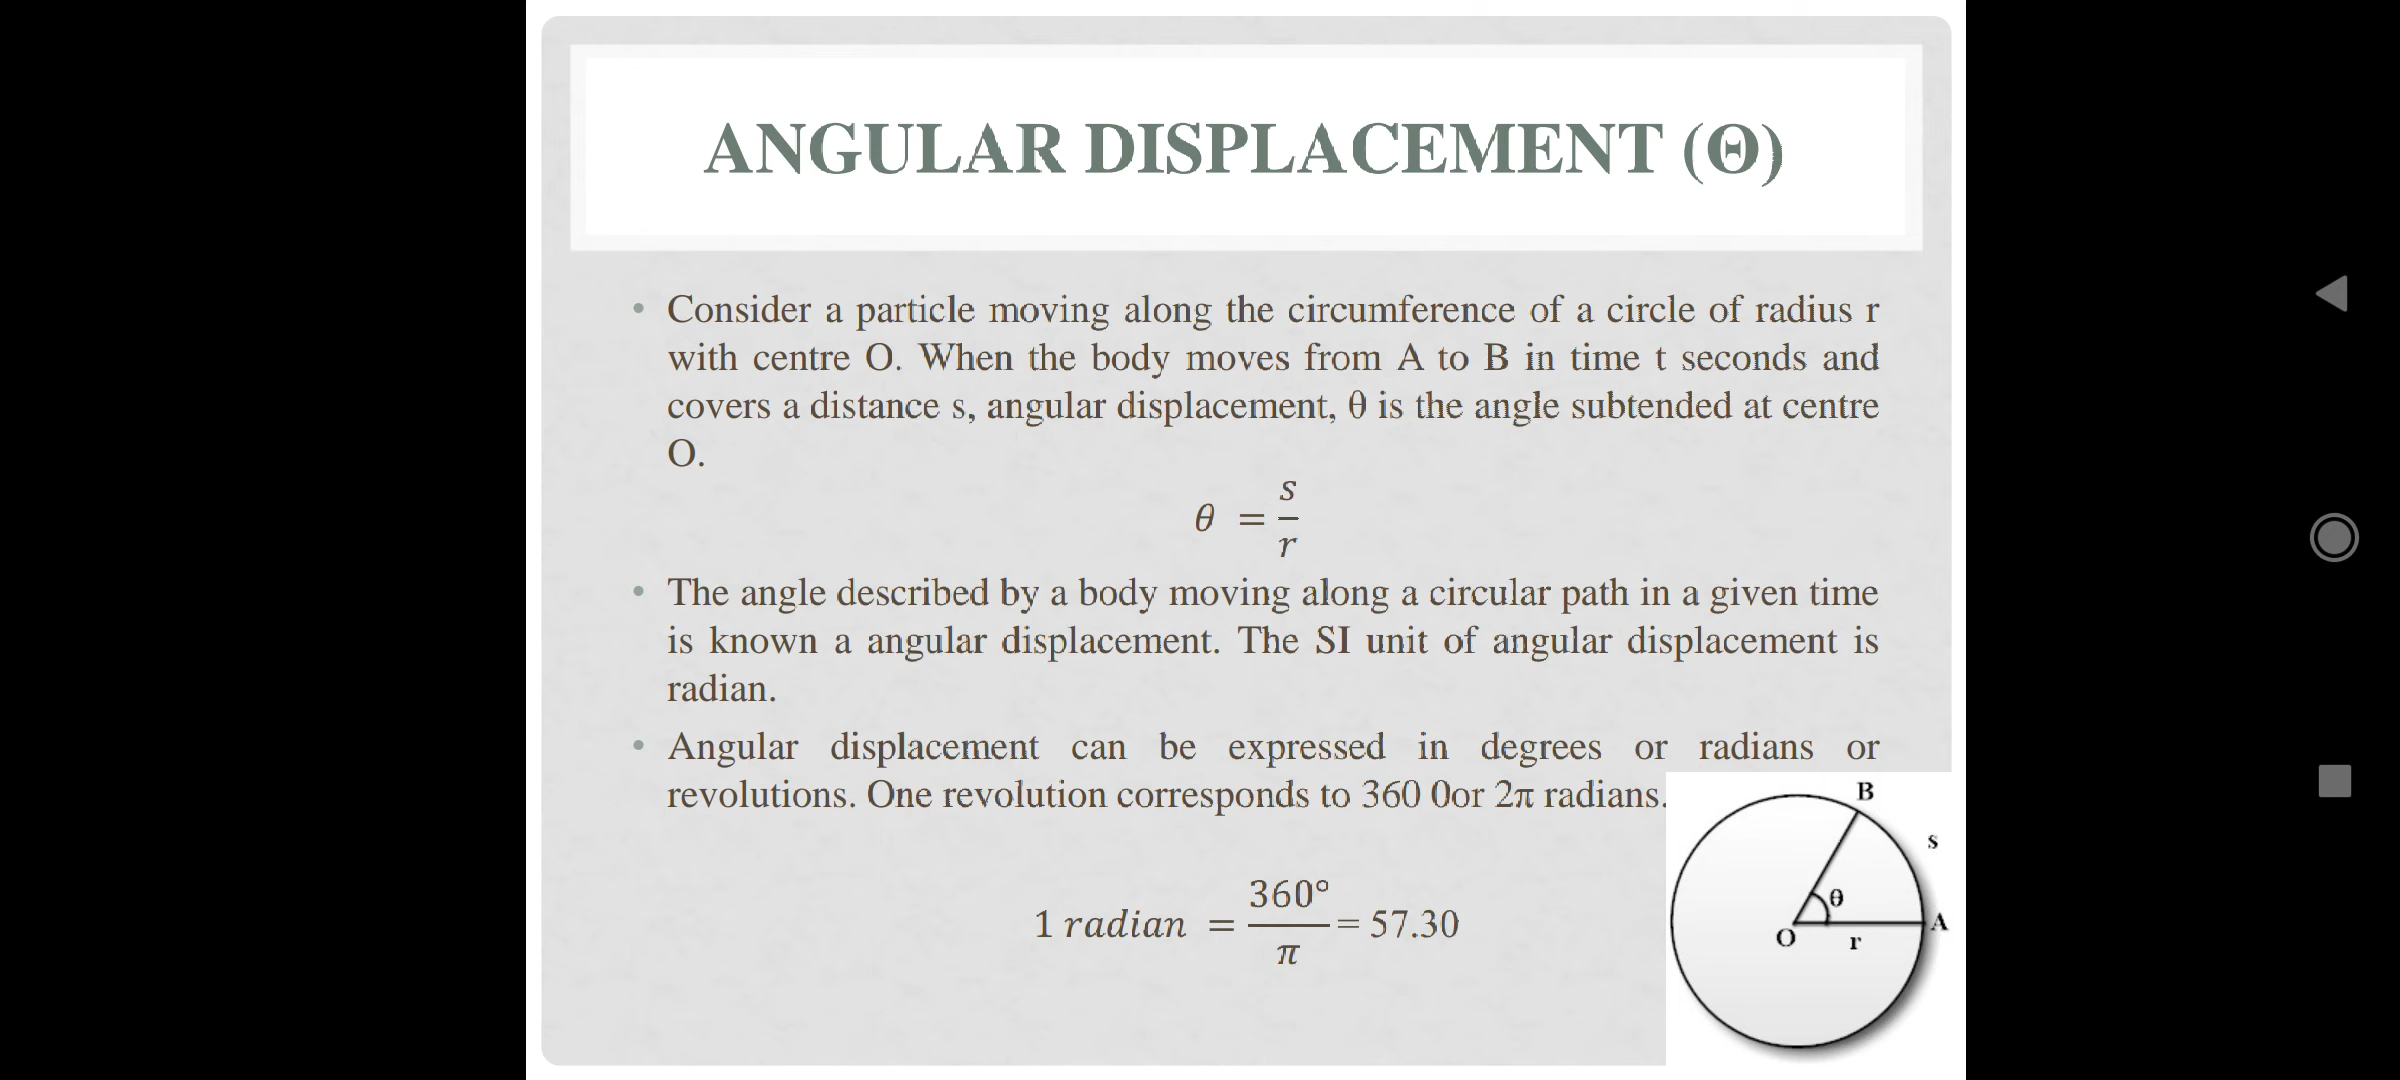 ANGULAR DISPLACEMENT (Θ)
• Consider a particle moving along the circumference of a circle of radius r
with centre O. When the body moves from A to B in time t seconds and
covers a distance s, angular displacement, θ is the angle subtended at centre
O.
θ = s/r
• The angle described by a body moving along a circular path in a given time
is known a angular displacement. The SI unit of angular displacement is
radian.
• Angular displacement can be expressed in degrees or radians or
revolutions. One revolution corresponds to 360 0or 2π radians.
1 radian = 360°/π = 57.30
B
s
θ
A
O
r